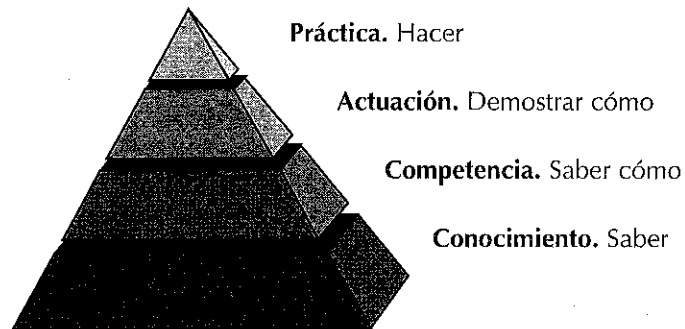 Práctica. Hacer
Actuación. Demostrar cómo
Competencia. Saber cómo
Conocimiento. Saber